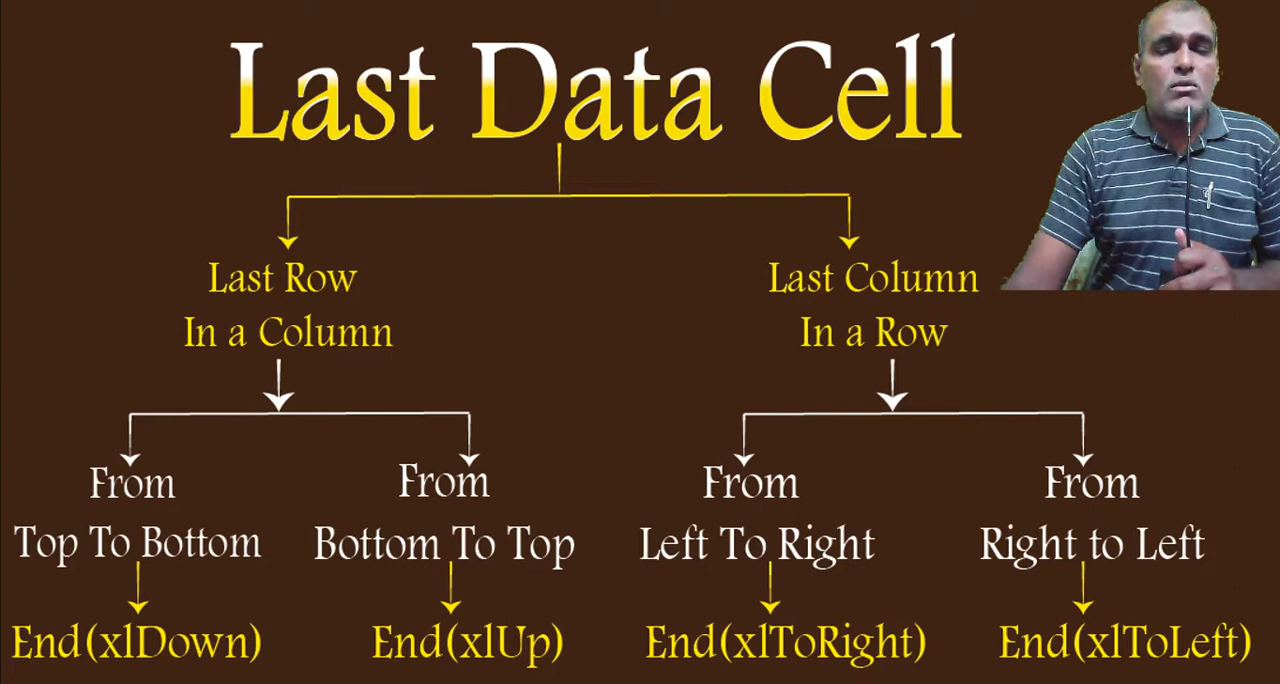 Last Data Cell
Last Row
In a Column
Last Column
In a Row
From
Top To Bottom
End(xlDown)
From
Bottom To Top
End(xlUp)
From
Left To Right
End(xlToRight)
From
Right to Left
End(xlToLeft)